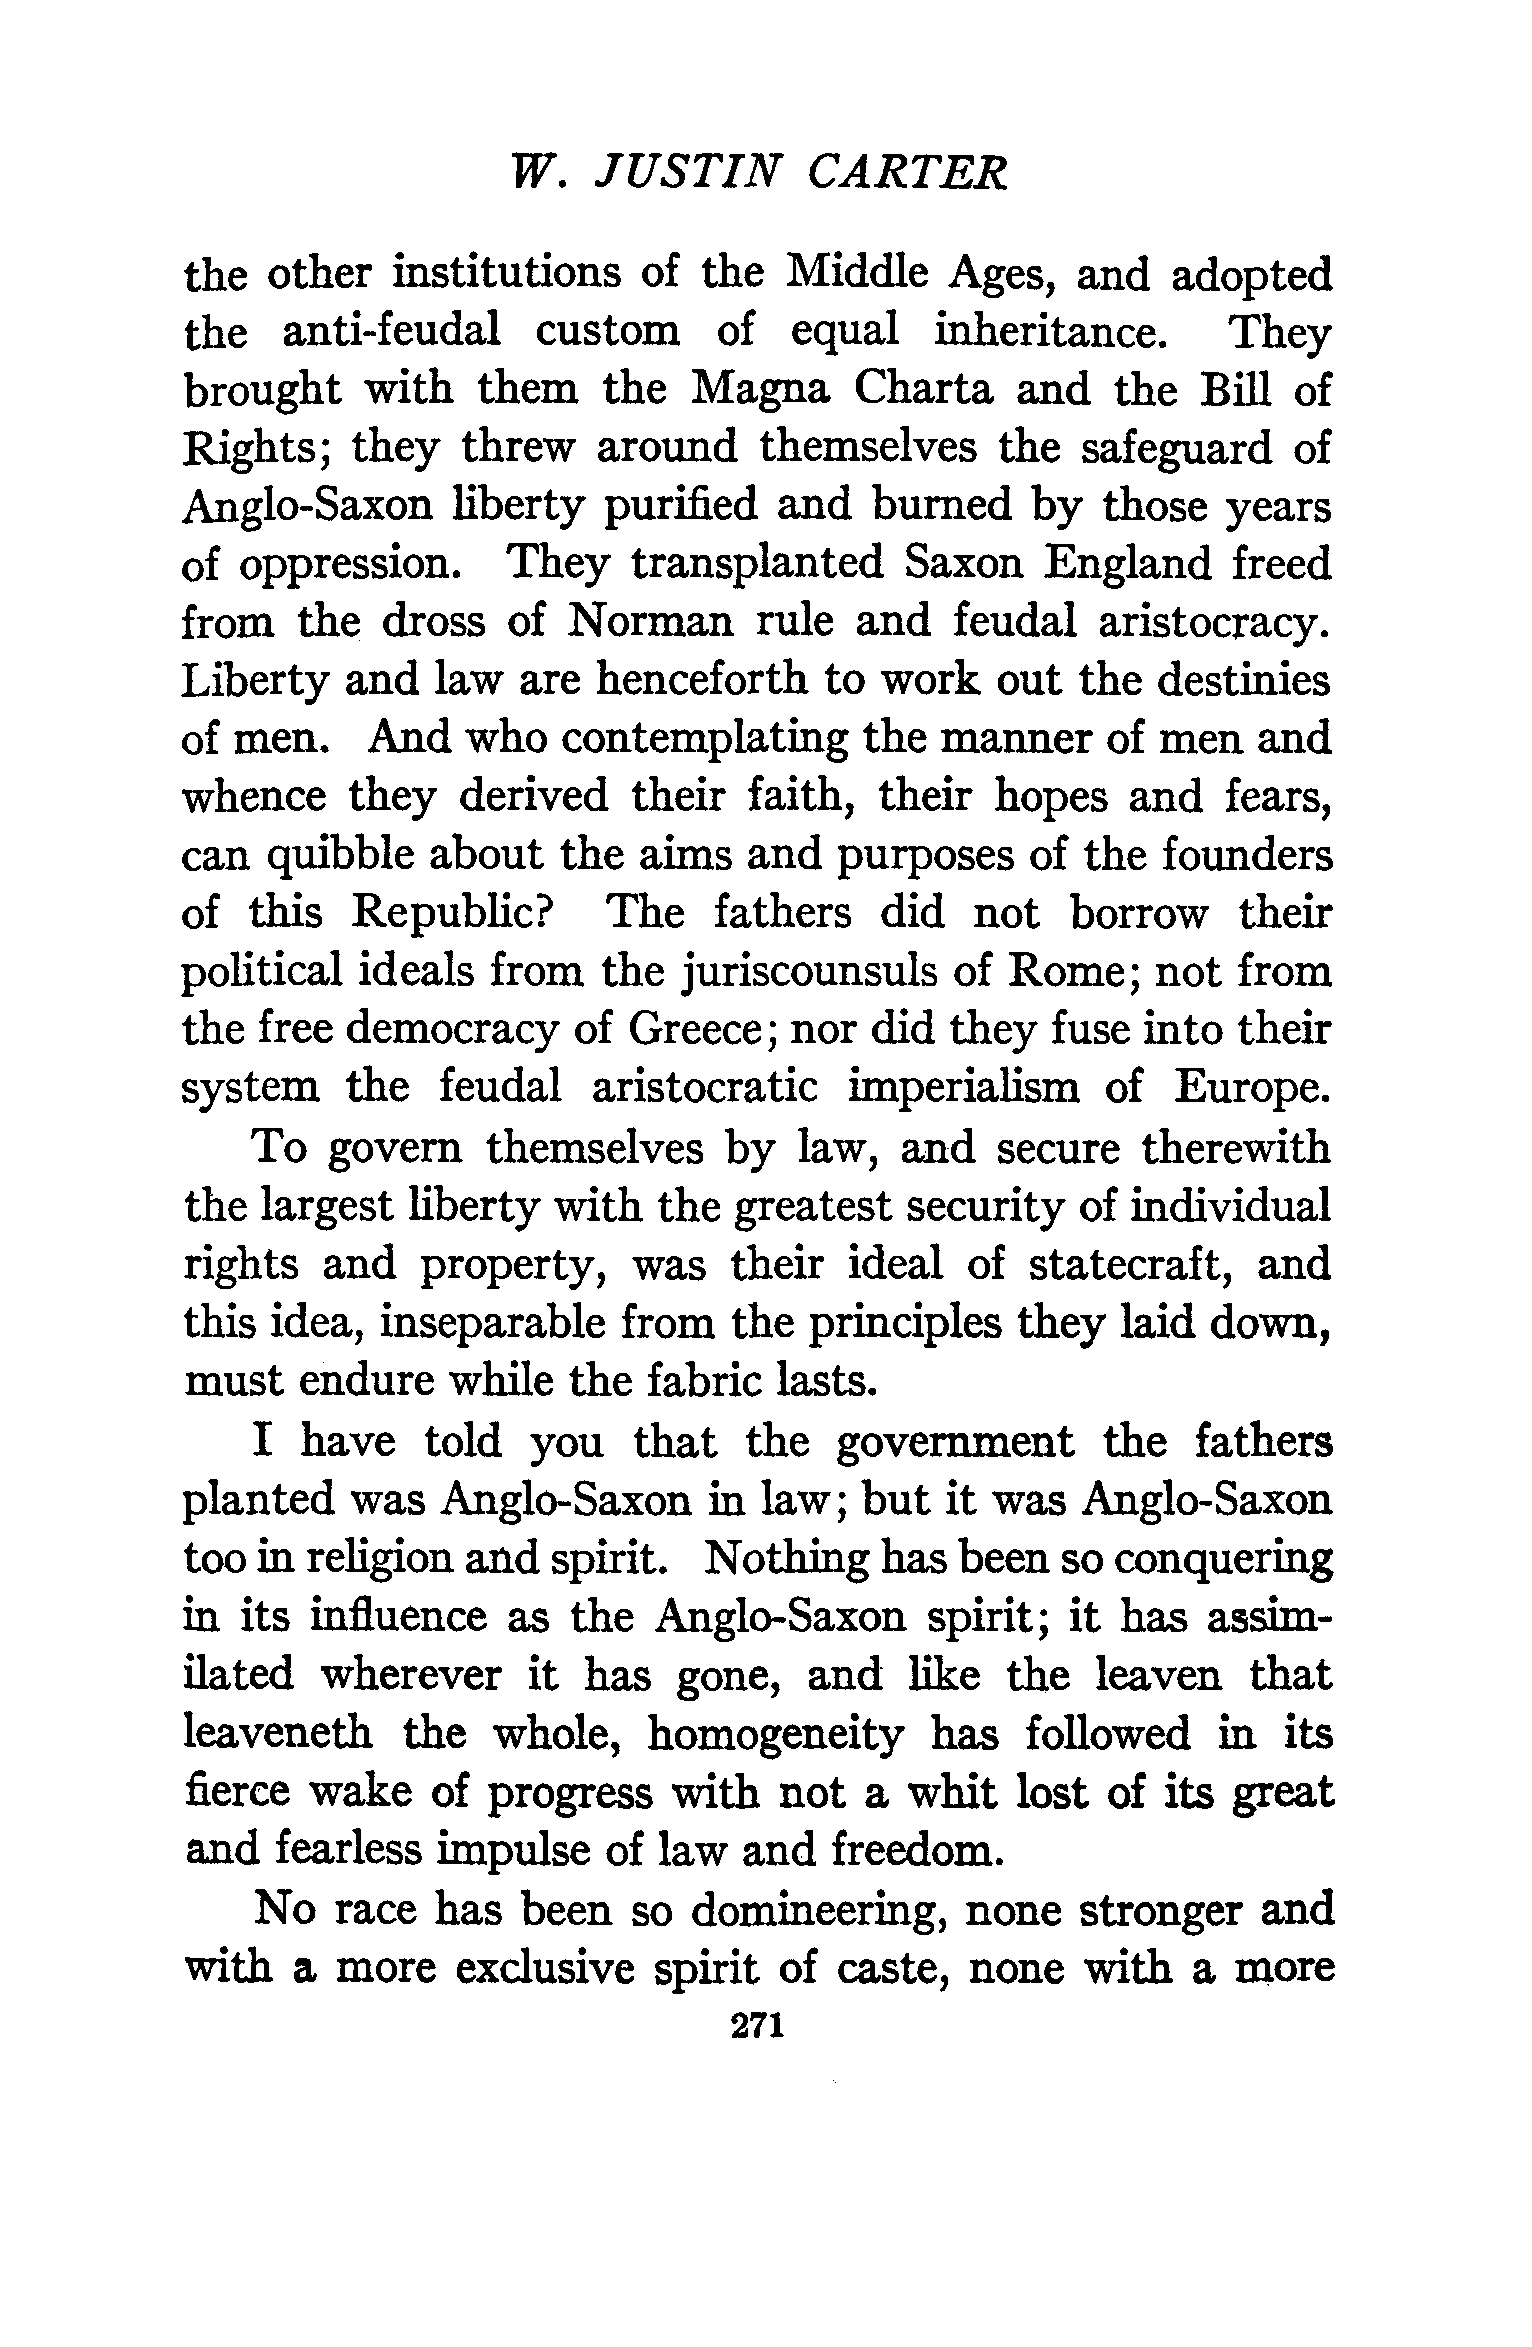 W. JUSTIN CARTER
the other institutions of the Middle Ages, and adopted
the anti-feudal custom of equal inheritance. They
brought with them the Magna Charta and the Bill of
Rights; they threw around themselves the safeguard of
Anglo-Saxon liberty purified and burned by those years
of oppression. They transplanted Saxon England freed
from the dross of Norman rule and feudal aristocracy.
Liberty and law are henceforth to work out the destinies
of men. And who contemplating the manner of men and
whence they derived their faith, their hopes and fears,
can quibble about the aims and purposes of the founders
of this Republic? The fathers did not borrow their
political ideals from the juriscounsuls of Rome; not from
the free democracy of Greece; nor did they fuse into their
system the feudal aristocratic imperialism of Europe.
To govern themselves by law, and secure therewith
the largest liberty with the greatest security of individual
rights and property, was their ideal of statecraft, and
this idea, inseparable from the principles they laid down,
must endure while the fabric lasts.
I have told you that the government the fathers
planted was Anglo-Saxon in law; but it was Anglo-Saxon
too in religion and spirit. Nothing has been so conquering
in its influence as the Anglo-Saxon spirit; it has assim-
ilated wherever it has gone, and like the leaven that
leaveneth the whole, homogeneity has followed in its
fierce wake of progress with not a whit lost of its great
and fearless impulse of law and freedom.
No race has been so domineering, none stronger and
with a more exclusive spirit of caste, none with a more
271